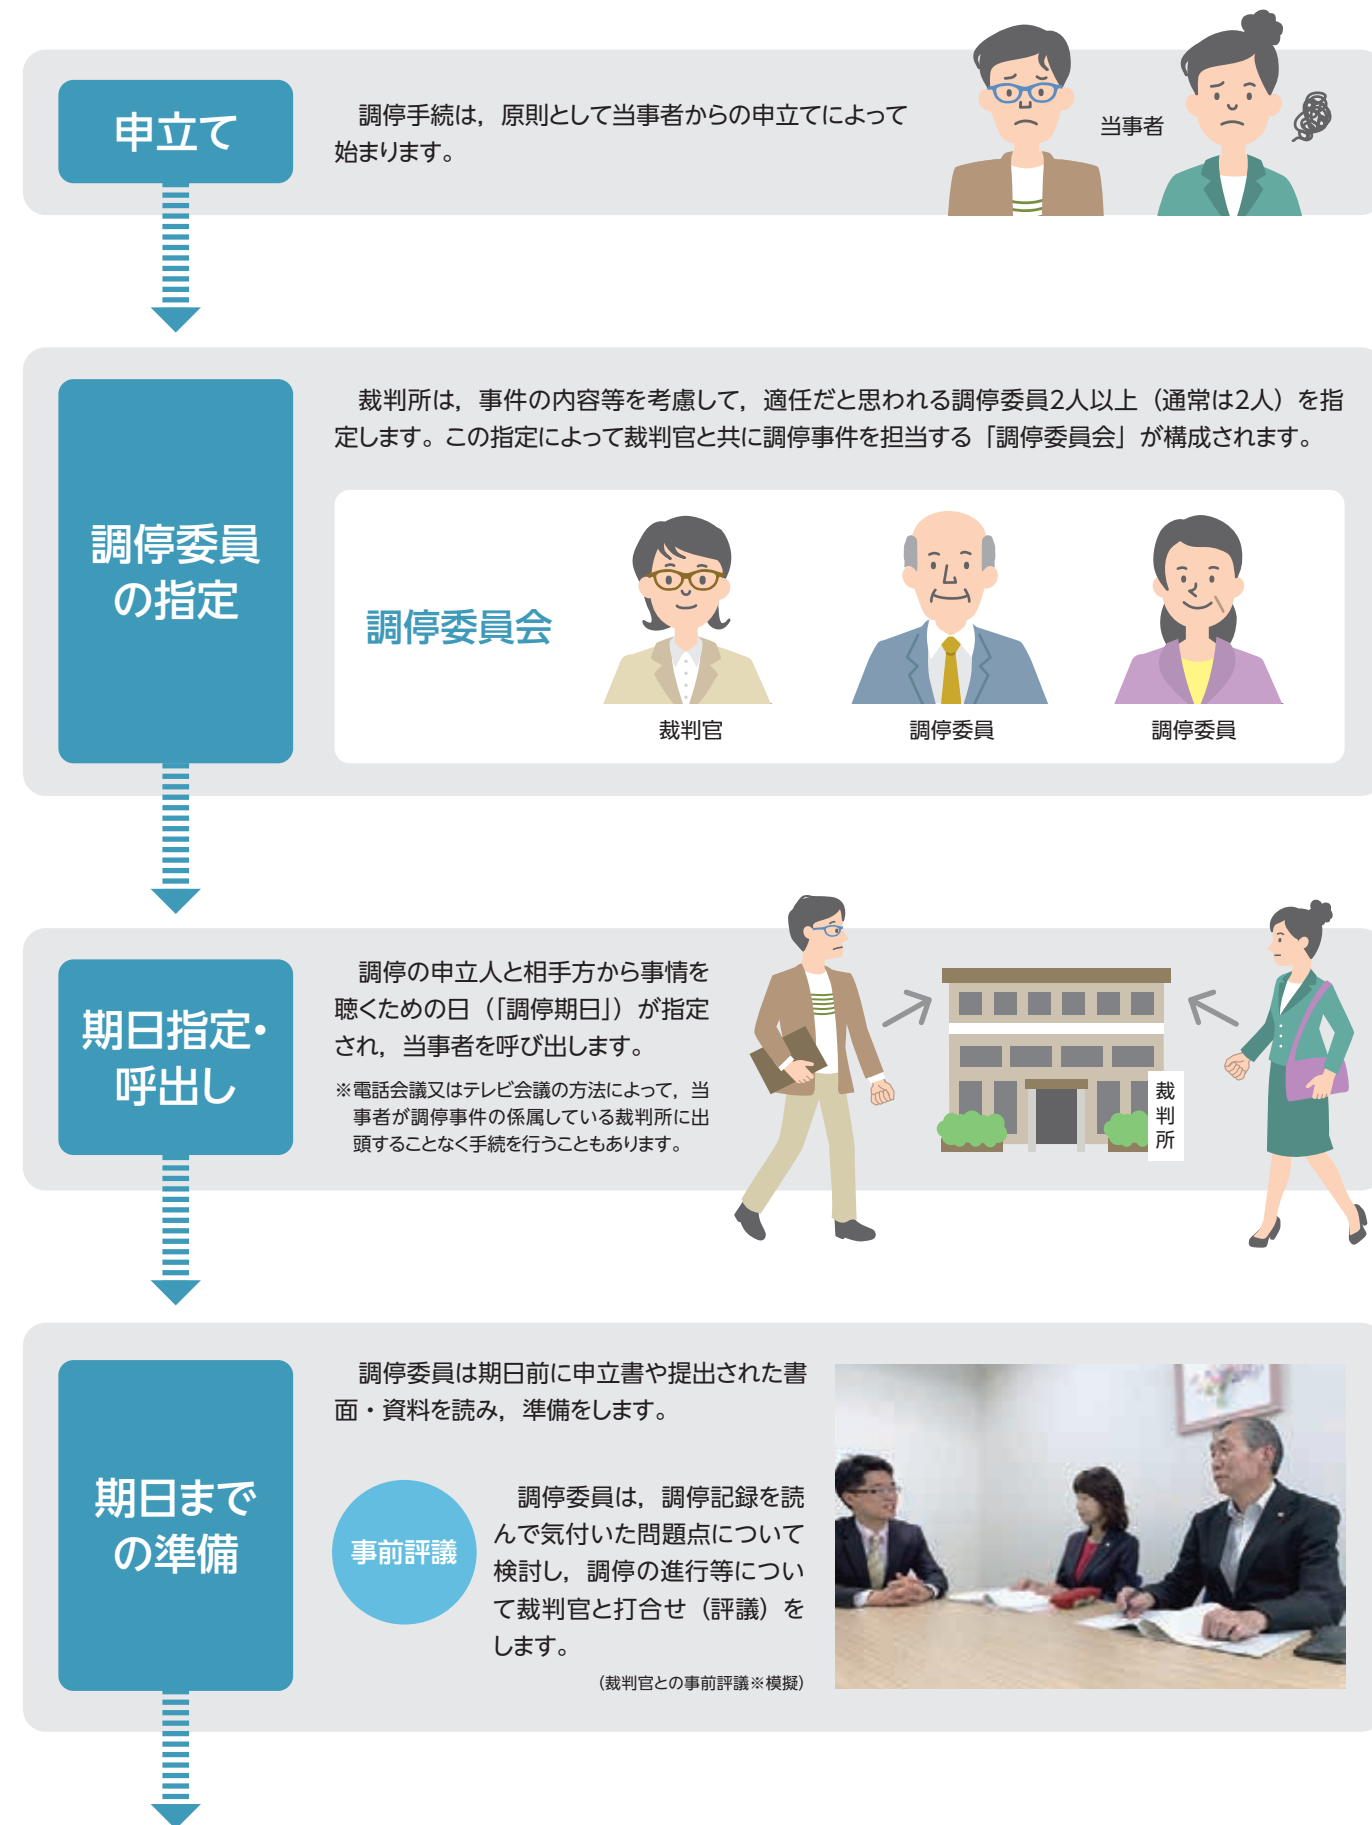 申立て
調停手続は，原則として当事者からの申立てによって
始まります。
当事者
調停委員
の指定
裁判所は，事件の内容等を考慮して，適任だと思われる調停委員2人以上（通常は2人）を指
定します。この指定によって裁判官と共に調停事件を担当する「調停委員会」が構成されます。
調停委員会
裁判官
調停委員
調停委員
期日指定・
呼出し
調停の申立人と相手方から事情を
聴くための日（「調停期日」）が指定
され，当事者を呼び出します。
※電話会議又はテレビ会議の方法によって，当
事者が調停事件の係属している裁判所に出
頭することなく手続を行うこともあります。
裁判所
期日まで
の準備
調停委員は期日前に申立書や提出された書
面・資料を読み，準備をします。
事前評議
調停委員は，調停記録を読
んで気付いた問題点について
検討し，調停の進行等につい
て裁判官と打合せ（評議）を
します。
（裁判官との事前評議※模擬）